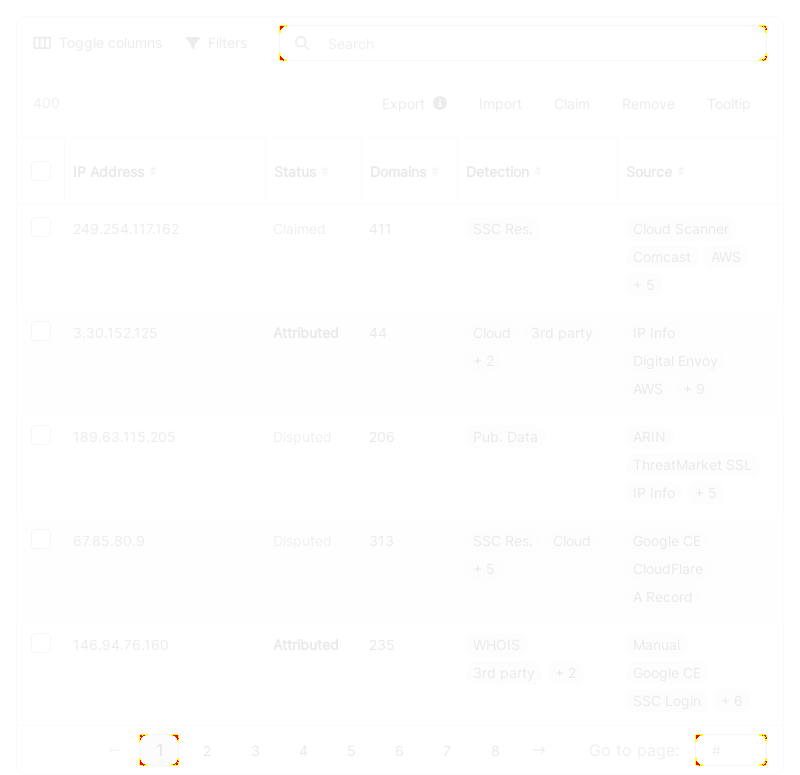 Toggle columns Filters Search
400 Export Import Claim Remove Tooltip
IP Address Status Domains Detection Source
249.254.117.162 Claimed 411 SSC Res. Cloud Scanner
Comcast AWS
+ 5
3.30.152.125 Attributed 44 Cloud 3rd party IP Info
+ 2 Digital Envoy
AWS + 9
189.63.115.205 Disputed 206 Pub. Data ARIN
ThreatMarket SSL
IP Info + 5
67.85.80.9 Disputed 313 SSC Res. Cloud Google CE
+ 5 CloudFlare
A Record
146.94.76.160 Attributed 235 WHOIS Manual
3rd party + 2 Google CE
SSC Login + 6
← 1 2 3 4 5 6 7 8 → Go to page: #